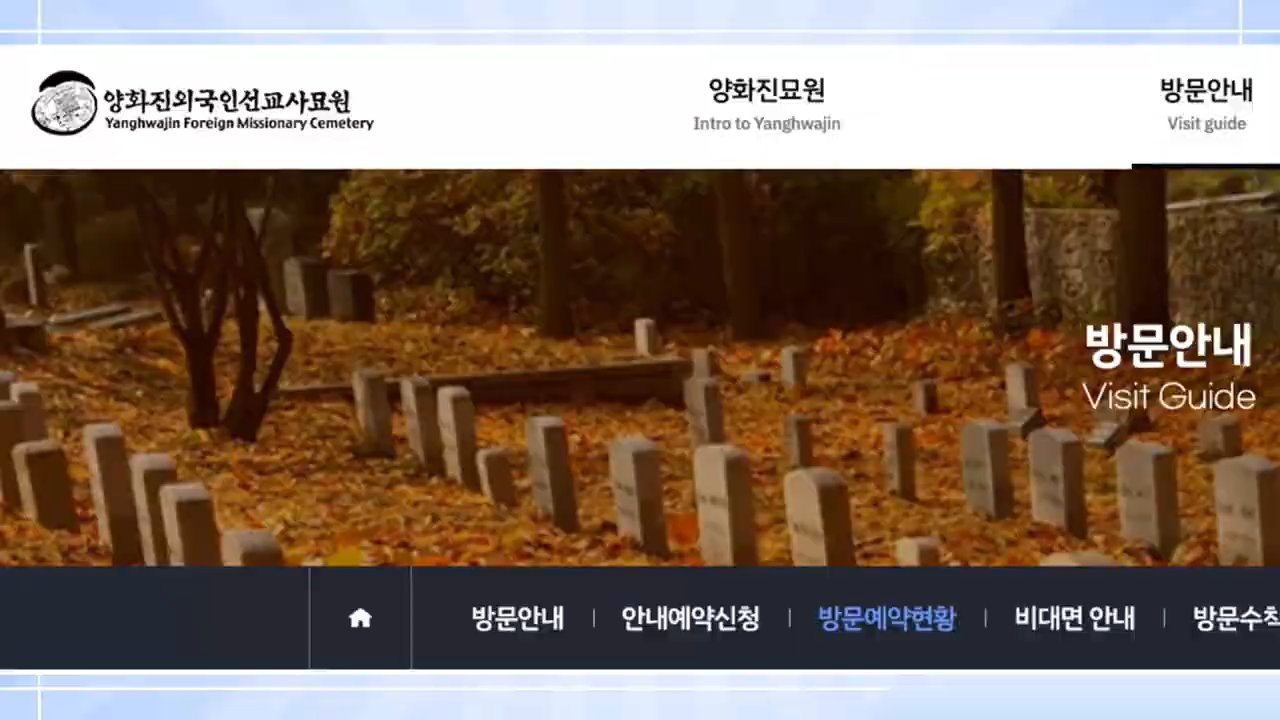 양화진외국인선교사묘원
Yanghwajin Foreign Missionary Cemetery
양화진묘원
Intro to Yanghwajin
방문안내
Visit guide
방문안내
Visit Guide
방문안내
안내예약신청
방문예약현황
비대면 안내